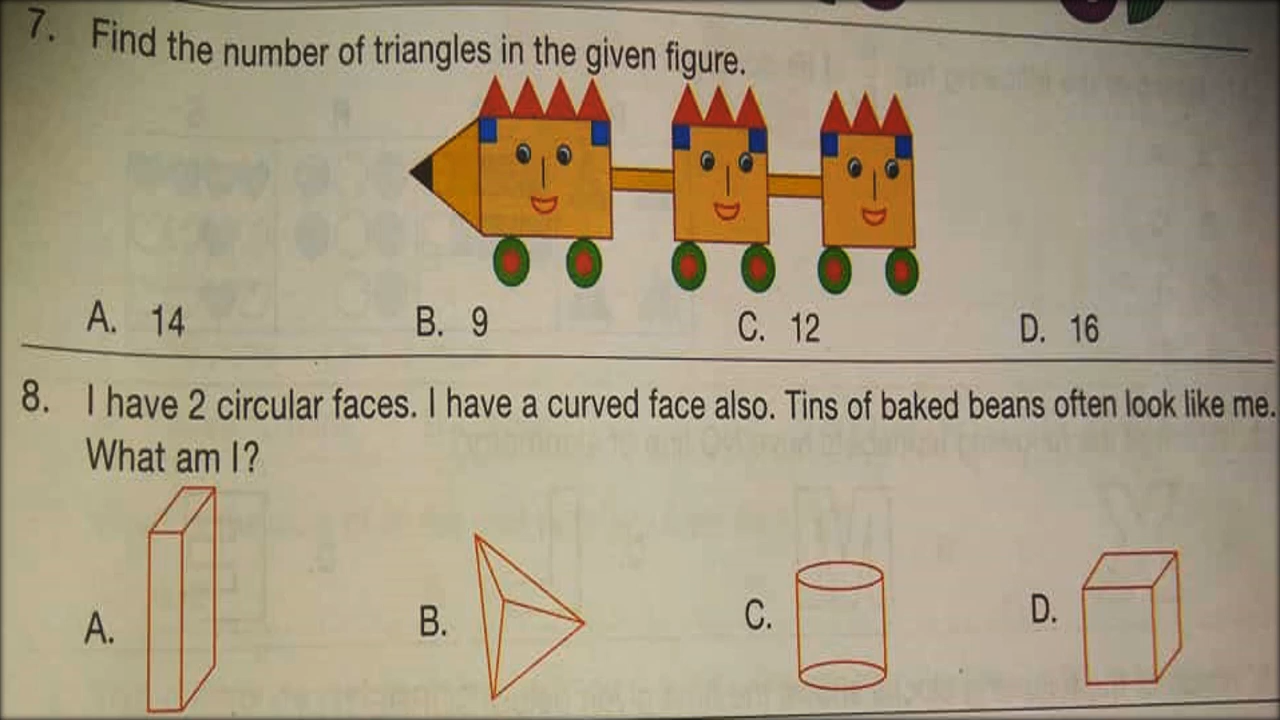 7. Find the number of triangles in the given figure.
A. 14 B. 9 C. 12 D. 16
8. I have 2 circular faces. I have a curved face also. Tins of baked beans often look like me.
What am I?
A. B. C. D.